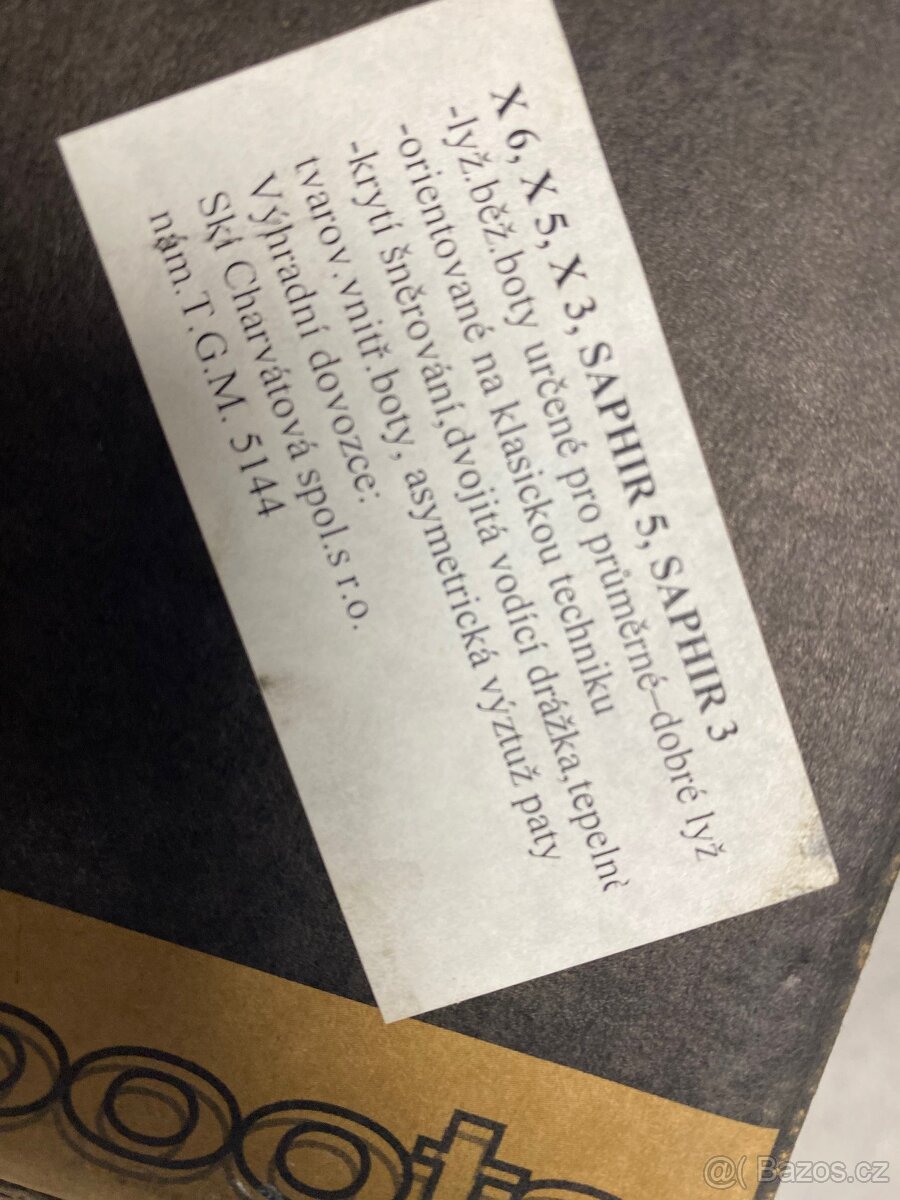 X 6, X 5, X 3, SAPHIR 5, SAPHIR 3
-lyž.běž.boty určené pro průměrné–dobré lyž
-orientované na klasickou techniku
-krytí šněrování,dvojitá vodící drážka,tepelně
tvarov.vnitř.boty, asymetrická výztuž paty
Výhradní dovozce:
Ski Charvátová spol.s r.o.
nám.T.G.M. 5144
@( Bazos.cz